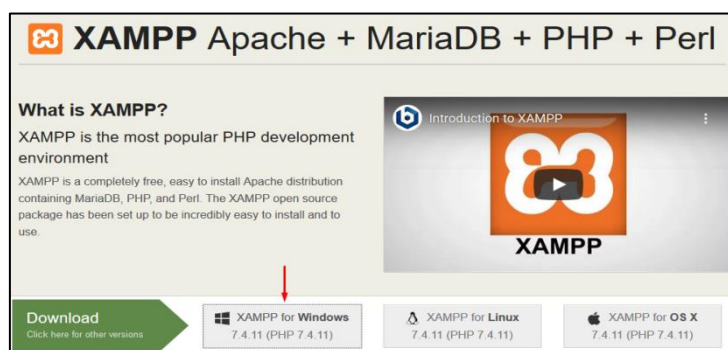 XAMPP Apache + MariaDB + PHP + Perl
What is XAMPP?
XAMPP is the most popular PHP development
environment
XAMPP is a completely free, easy to install Apache distribution
containing MariaDB, PHP, and Perl. The XAMPP open source
package has been set up to be incredibly easy to install and to
use.
Introduction to XAMPP
XAMPP
Download
Click here for other versions
XAMPP for Windows
7.4.11 (PHP 7.4.11)
XAMPP for Linux
7.4.11 (PHP 7.4.11)
XAMPP for OS X
7.4.11 (PHP 7.4.11)